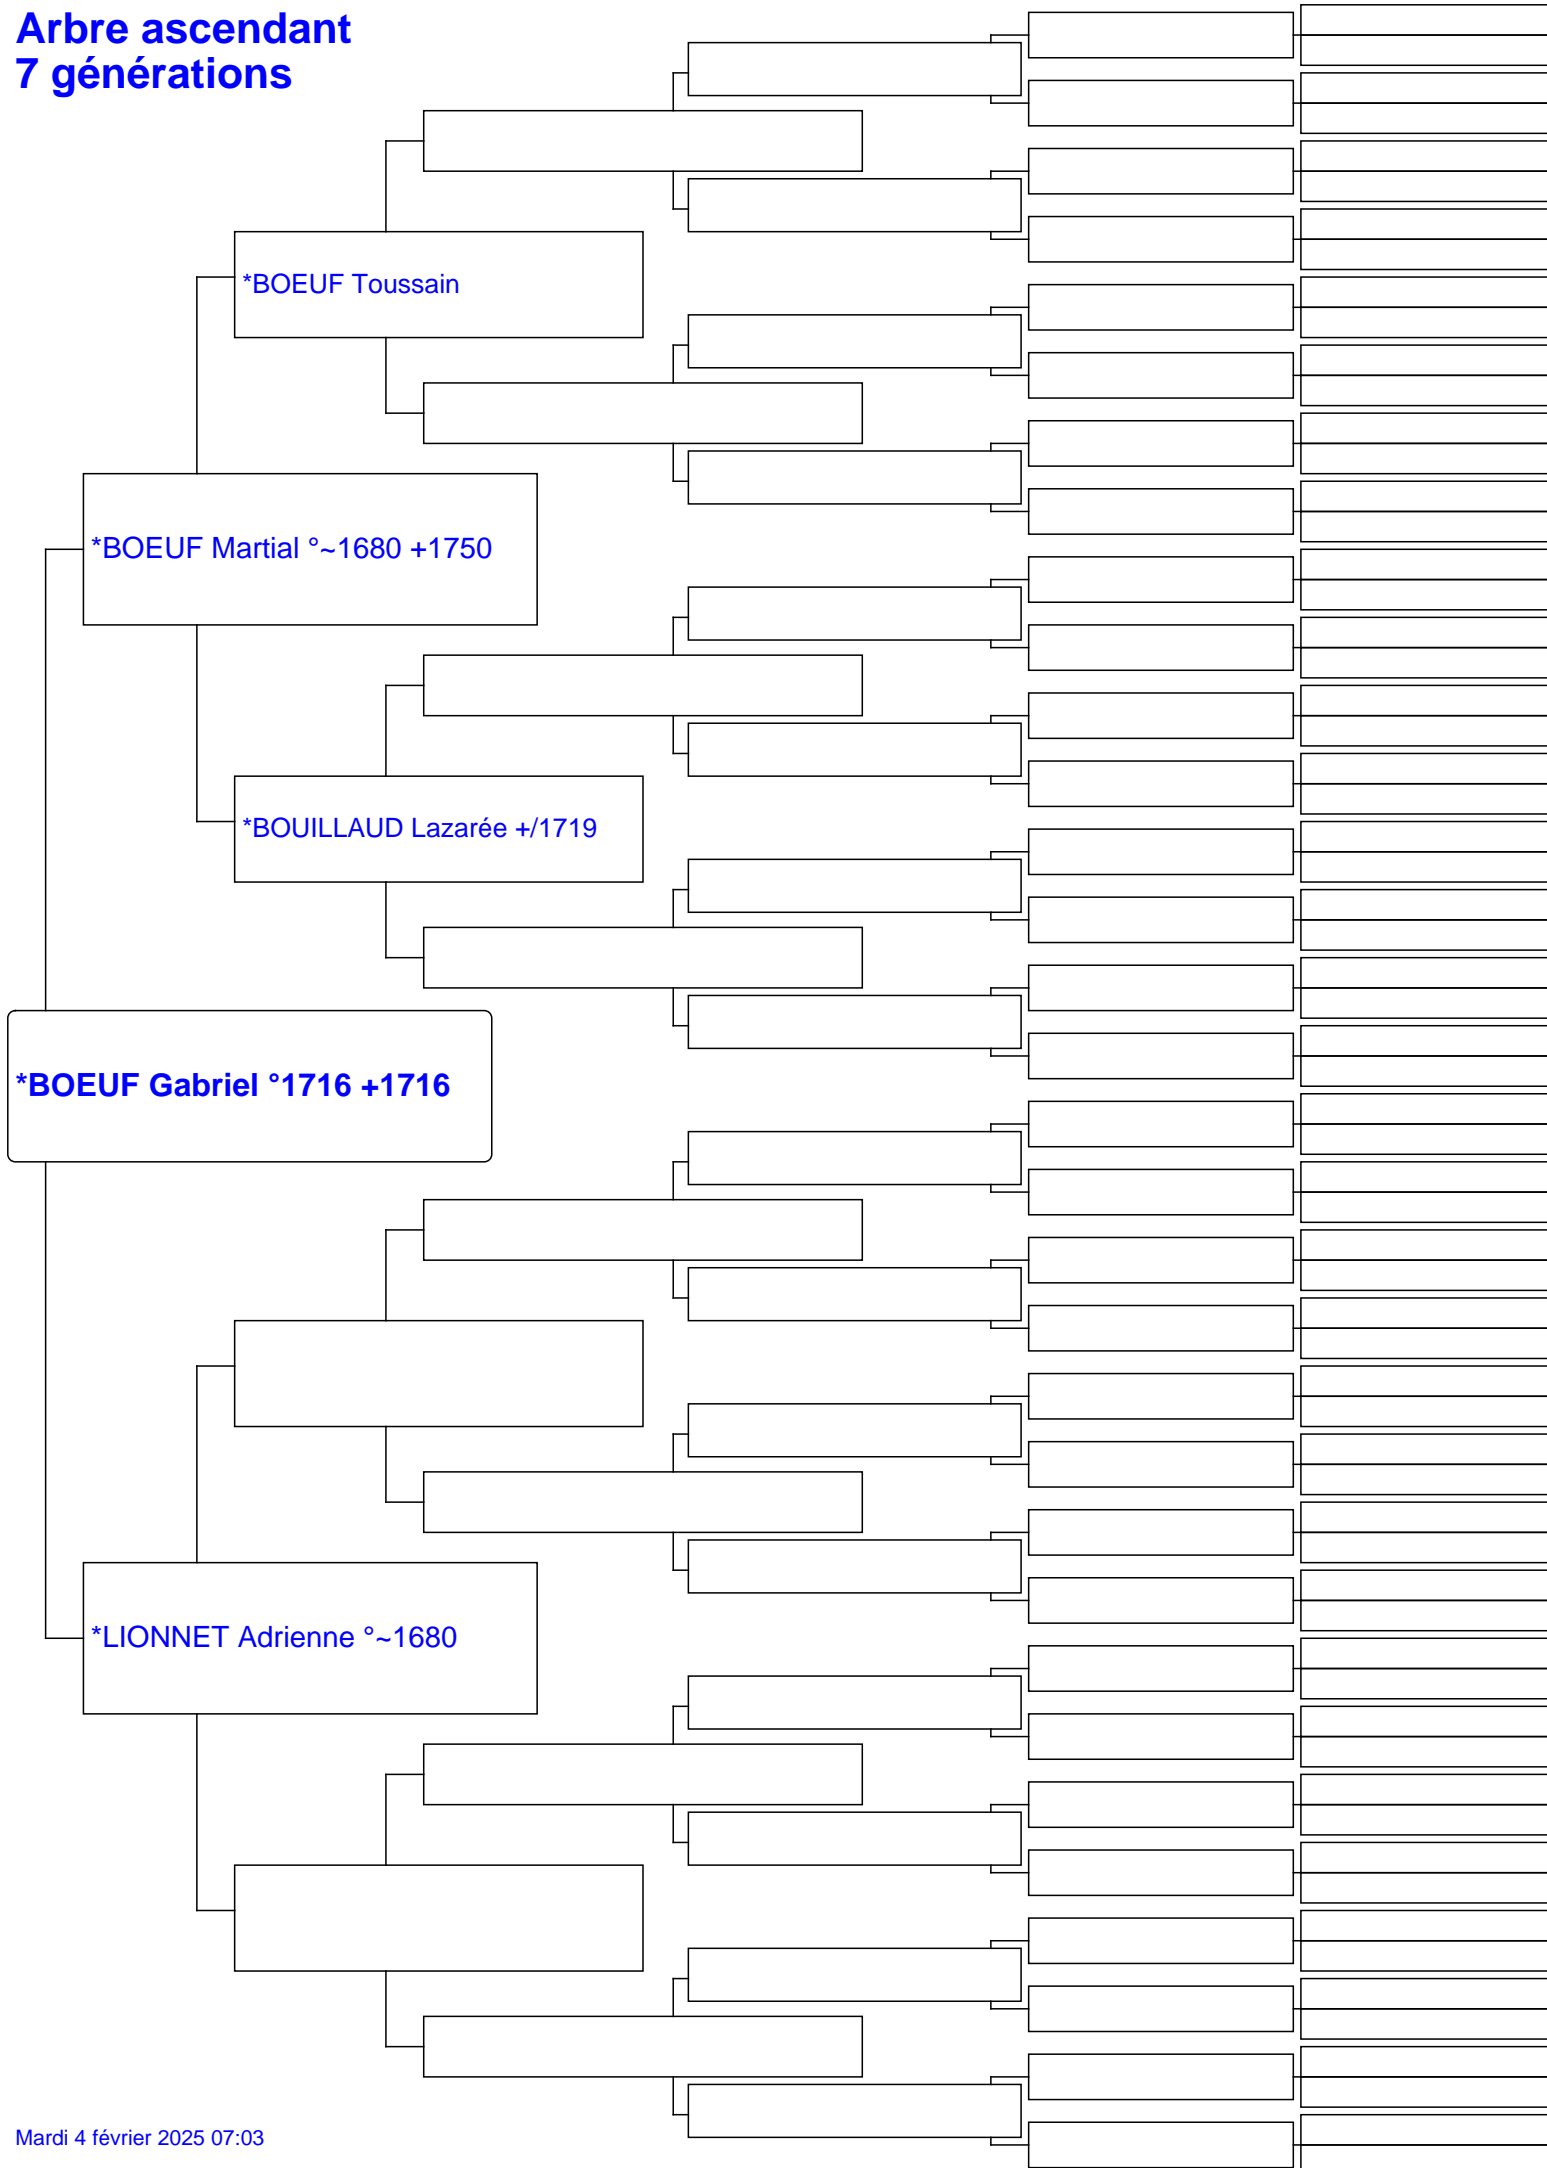 Arbre ascendant
7 générations
*BOEUF Toussain
*BOEUF Martial °~1680 +1750
*BOUILLAUD Lazarée +/1719
*BOEUF Gabriel °1716 +1716
*LIONNET Adrienne °~1680
Mardi 4 février 2025 07:03